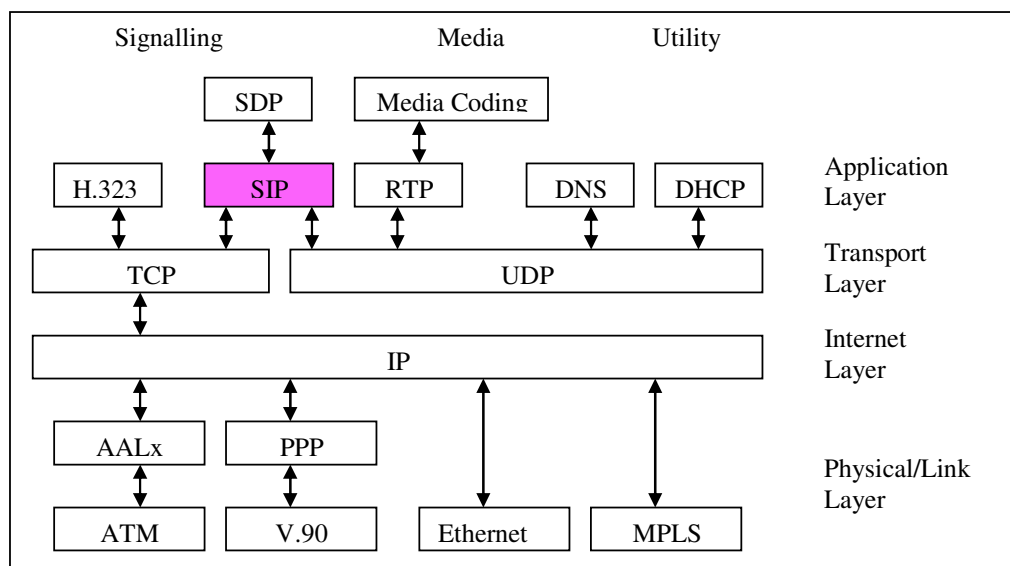 Signalling Media Utility
SDP Media Coding
H.323 SIP RTP DNS DHCP
Application
Layer
TCP UDP
Transport
Layer
IP
Internet
Layer
AALx PPP
Physical/Link
Layer
ATM V.90 Ethernet MPLS